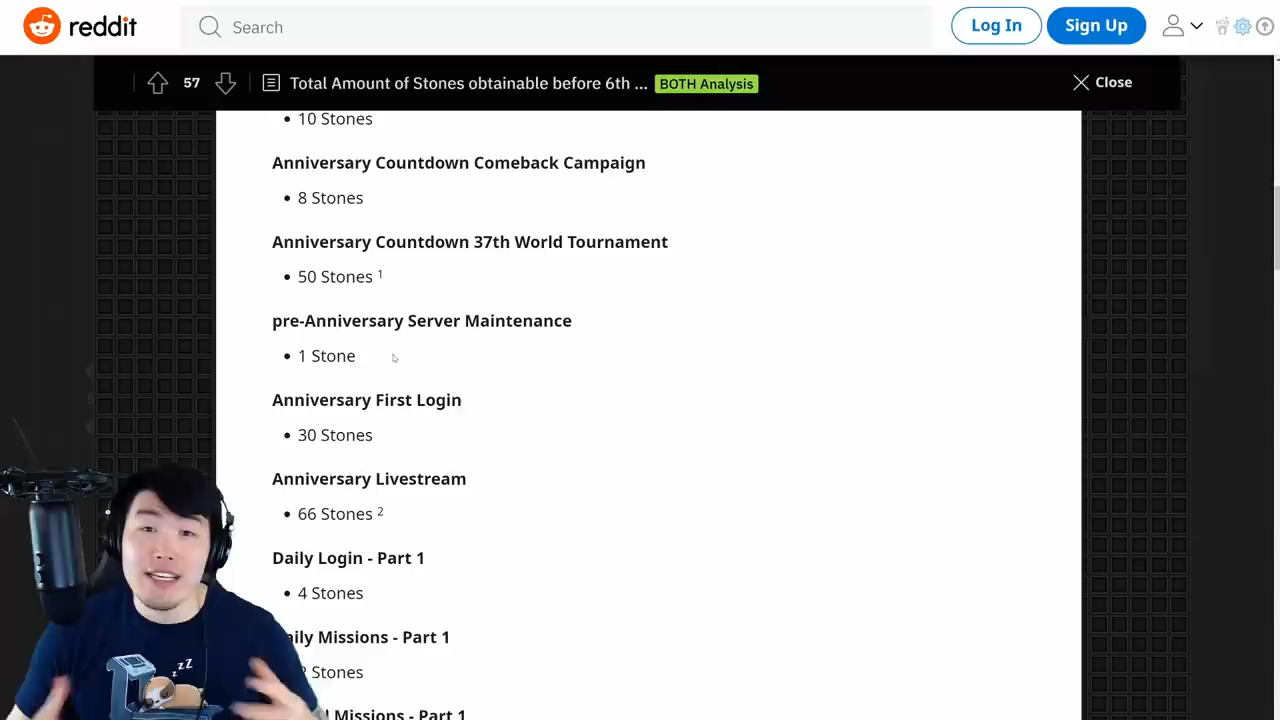 reddit
Search
Log In
Sign Up
57
Total Amount of Stones obtainable before 6th ...
BOTH Analysis
Close
• 10 Stones
Anniversary Countdown Comeback Campaign
• 8 Stones
Anniversary Countdown 37th World Tournament
• 50 Stones ¹
pre-Anniversary Server Maintenance
• 1 Stone
Anniversary First Login
• 30 Stones
Anniversary Livestream
• 66 Stones ²
Daily Login - Part 1
• 4 Stones
Missions - Part 1
Stones
Missions - Part 1
zzZ